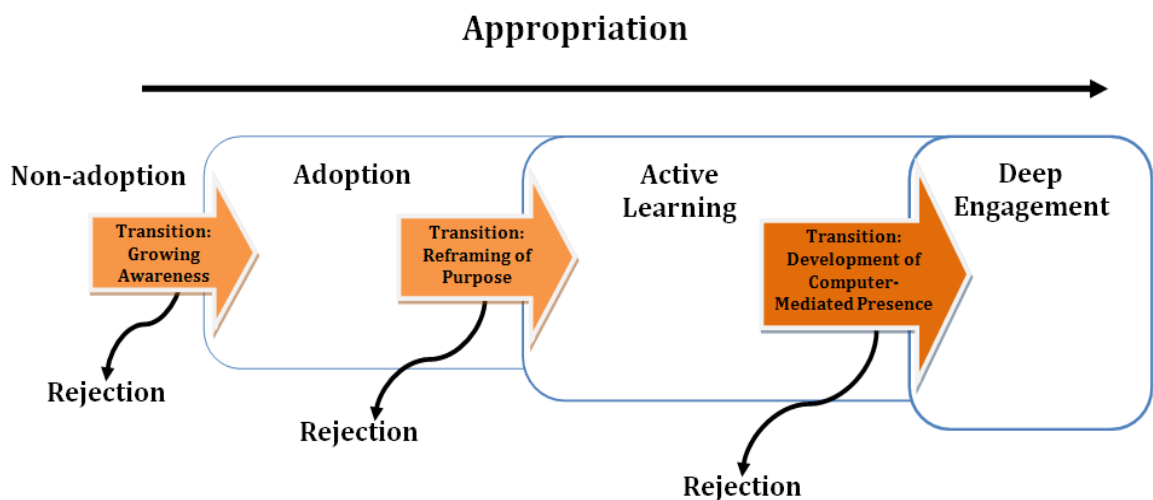 Appropriation
Non-adoption
Adoption
Active
Learning
Deep
Engagement
Transition:
Growing
Awareness
Transition:
Reframing of
Purpose
Transition:
Development of
Computer-
Mediated Presence
Rejection
Rejection
Rejection